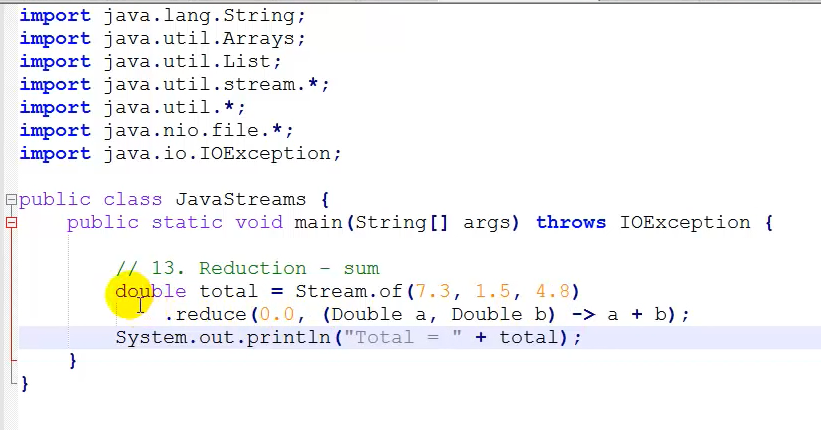 import java.lang.String;
import java.util.Arrays;
import java.util.List;
import java.util.stream.*;
import java.util.*;
import java.nio.file.*;
import java.io.IOException;
public class JavaStreams {
public static void main(String[] args) throws IOException {
// 13. Reduction - sum
double total = Stream.of(7.3, 1.5, 4.8)
.reduce(0.0, (Double a, Double b) -> a + b);
System.out.println("Total = " + total);
}
}